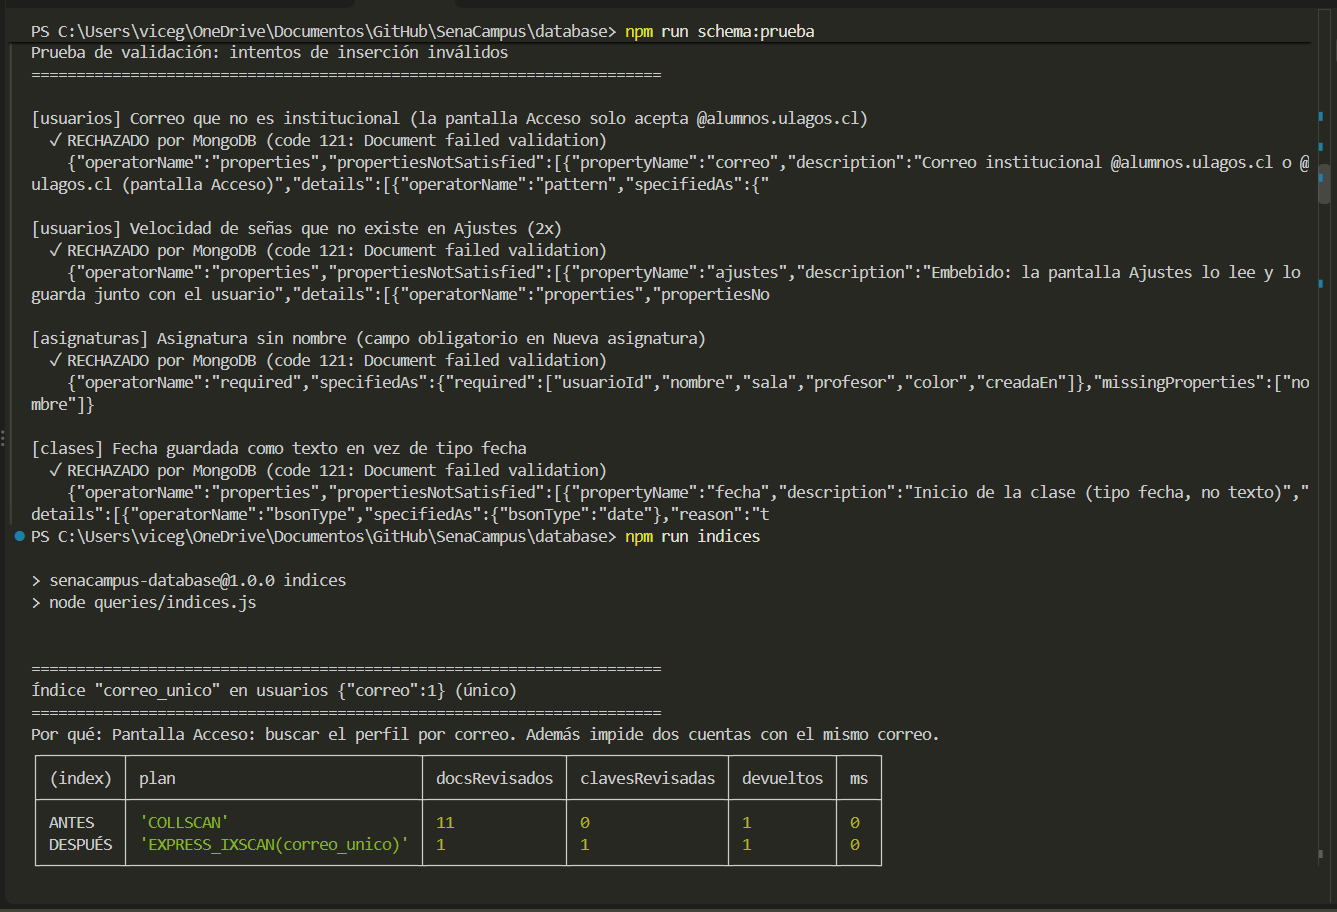 PS C:\Users\viceg\OneDrive\Documentos\GitHub\SenaCampus\database> npm run schema:prueba
Prueba de validación: intentos de inserción inválidos
======================================================================
[usuarios] Correo que no es institucional (la pantalla Acceso solo acepta @alumnos.ulagos.cl)
✓ RECHAZADO por MongoDB (code 121: Document failed validation)
{"operatorName":"properties","propertiesNotSatisfied":[{"propertyName":"correo","description":"Correo institucional @alumnos.ulagos.cl o @
ulagos.cl (pantalla Acceso)","details":[{"operatorName":"pattern","specifiedAs":{"
[usuarios] Velocidad de señas que no existe en Ajustes (2x)
✓ RECHAZADO por MongoDB (code 121: Document failed validation)
{"operatorName":"properties","propertiesNotSatisfied":[{"propertyName":"ajustes","description":"Embebido: la pantalla Ajustes lo lee y lo
guarda junto con el usuario","details":[{"operatorName":"properties","propertiesNo
[asignaturas] Asignatura sin nombre (campo obligatorio en Nueva asignatura)
✓ RECHAZADO por MongoDB (code 121: Document failed validation)
{"operatorName":"required","specifiedAs":{"required":["usuarioId","nombre","sala","profesor","color","creadaEn"]},"missingProperties":["no
mbre"]}
[clases] Fecha guardada como texto en vez de tipo fecha
✓ RECHAZADO por MongoDB (code 121: Document failed validation)
{"operatorName":"properties","propertiesNotSatisfied":[{"propertyName":"fecha","description":"Inicio de la clase (tipo fecha, no texto)","
details":[{"operatorName":"bsonType","specifiedAs":{"bsonType":"date"},"reason":"t
PS C:\Users\viceg\OneDrive\Documentos\GitHub\SenaCampus\database> npm run indices
> senacampus-database@1.0.0 indices
> node queries/indices.js
======================================================================
Índice "correo_unico" en usuarios {"correo":1} (único)
======================================================================
Por qué: Pantalla Acceso: buscar el perfil por correo. Además impide dos cuentas con el mismo correo.
(index) plan docsRevisados clavesRevisadas devueltos ms
ANTES 'COLLSCAN' 11 0 1 0
DESPUÉS 'EXPRESS_IXSCAN(correo_unico)' 1 1 1 0